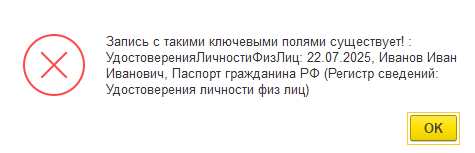 Запись с такими ключевыми полями существует! :
УдостоверенияЛичностиФизЛиц: 22.07.2025, Иванов Иван
Иванович, Паспорт гражданина РФ (Регистр сведений:
Удостоверения личности физ лиц)
OK